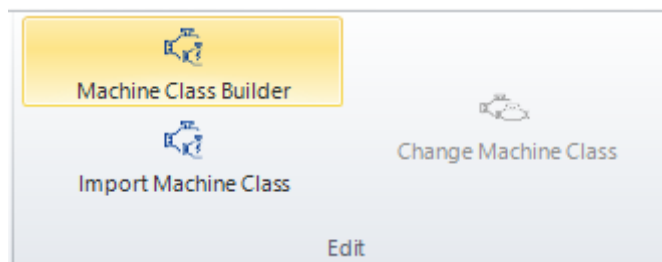 Machine Class Builder
Change Machine Class
Import Machine Class
Edit